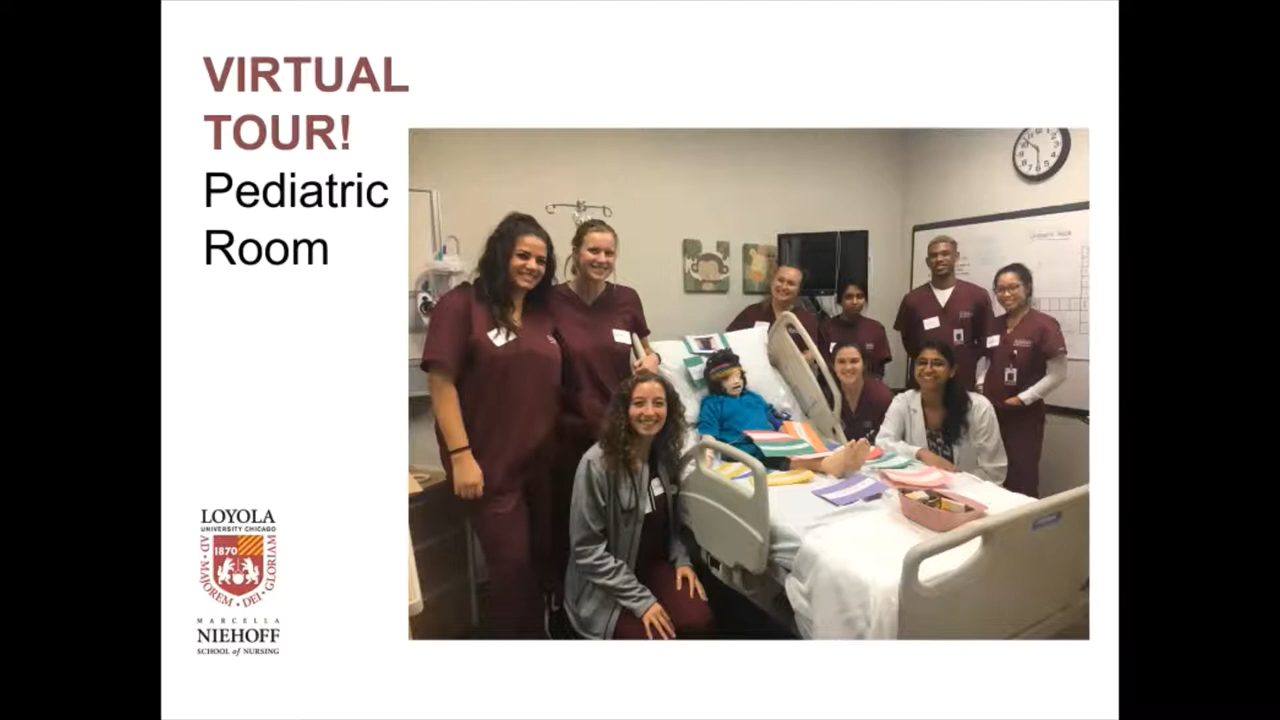 VIRTUAL
TOUR!
Pediatric
Room
LOYOLA
UNIVERSITY CHICAGO
1870
AD • MAJOREM • DEI • GLORIAM
MARCELLA
NIEHOFF
SCHOOL of NURSING